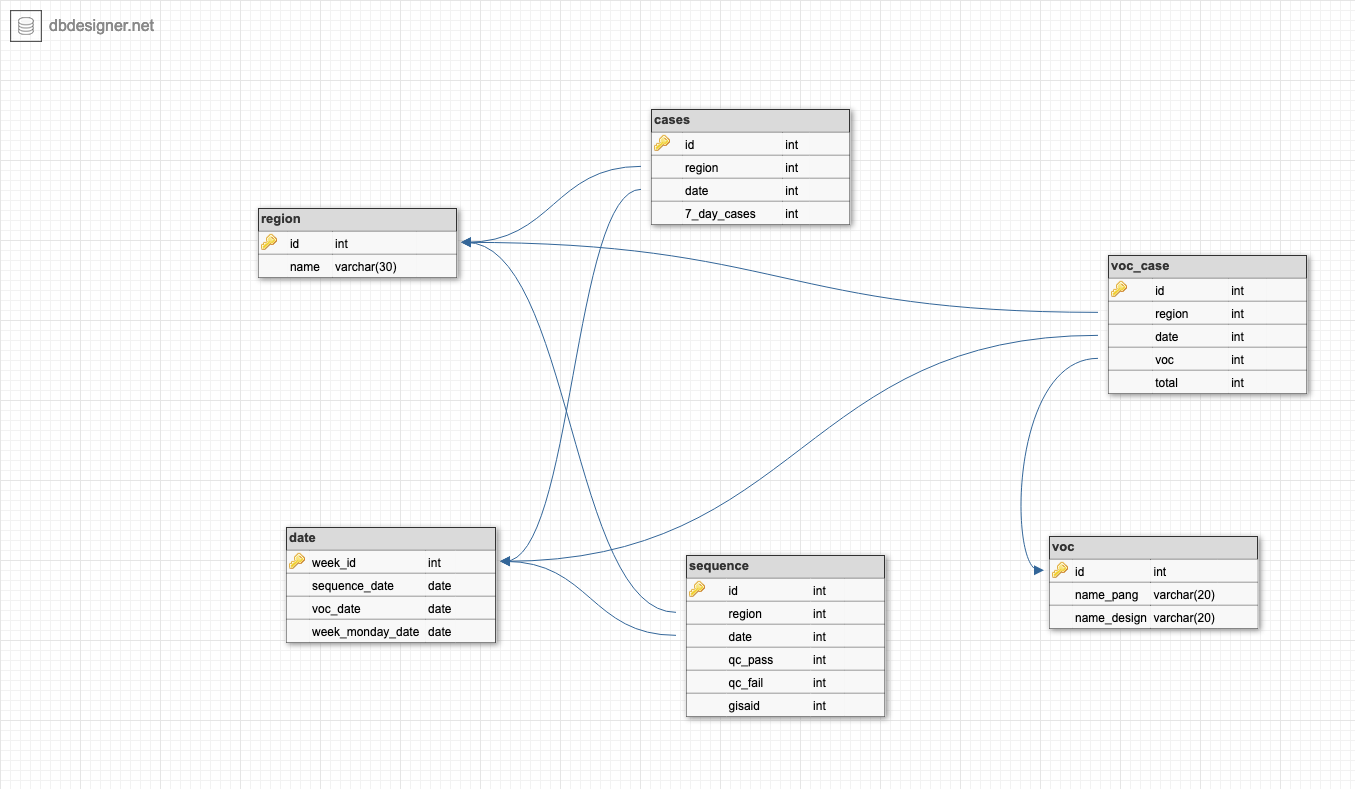 dbdesigner.net
cases
id int
region int
date int
7_day_cases int
region
id int
name varchar(30)
voc_case
id int
region int
date int
voc int
total int
date
week_id int
sequence_date date
voc_date date
week_monday_date date
sequence
id int
region int
date int
qc_pass int
qc_fail int
gisaid int
voc
id int
name_pang varchar(20)
name_design varchar(20)